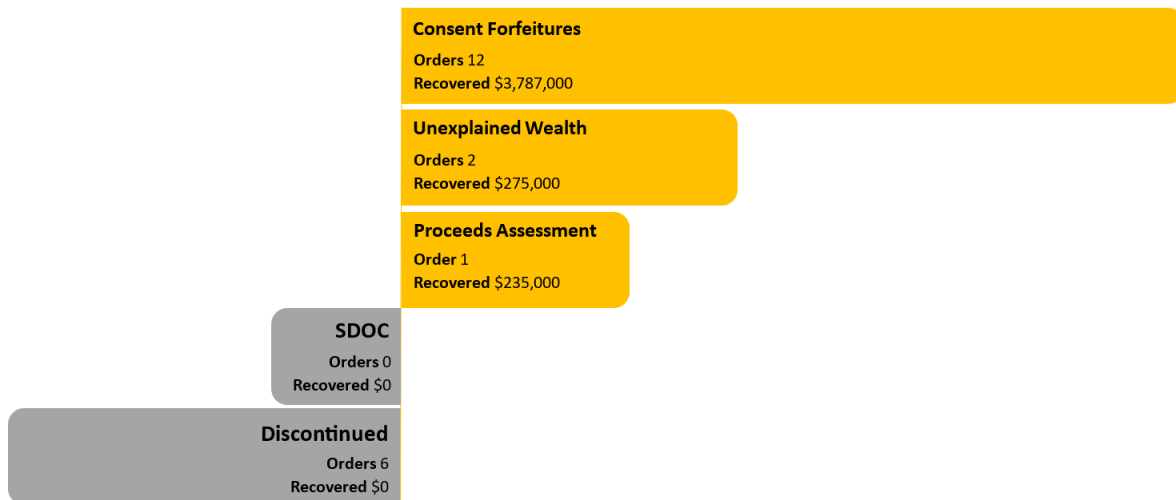 Consent Forfeitures
Orders 12
Recovered $3,787,000
Unexplained Wealth
Orders 2
Recovered $275,000
Proceeds Assessment
Order 1
Recovered $235,000
SDOC
Orders 0
Recovered $0
Discontinued
Orders 6
Recovered $0